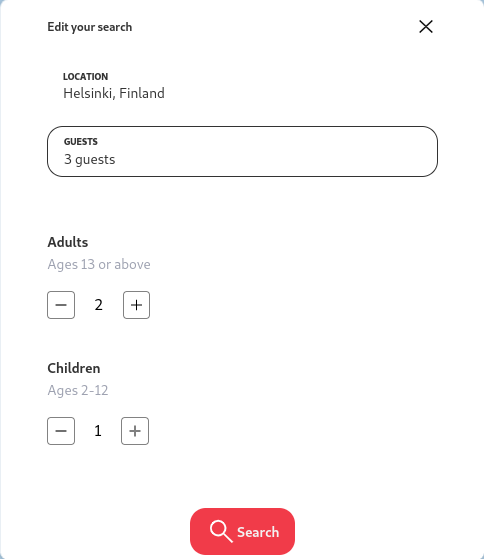 Edit your search
LOCATION
Helsinki, Finland
GUESTS
3 guests
Adults
Ages 13 or above
2
Children
Ages 2-12
1
Search